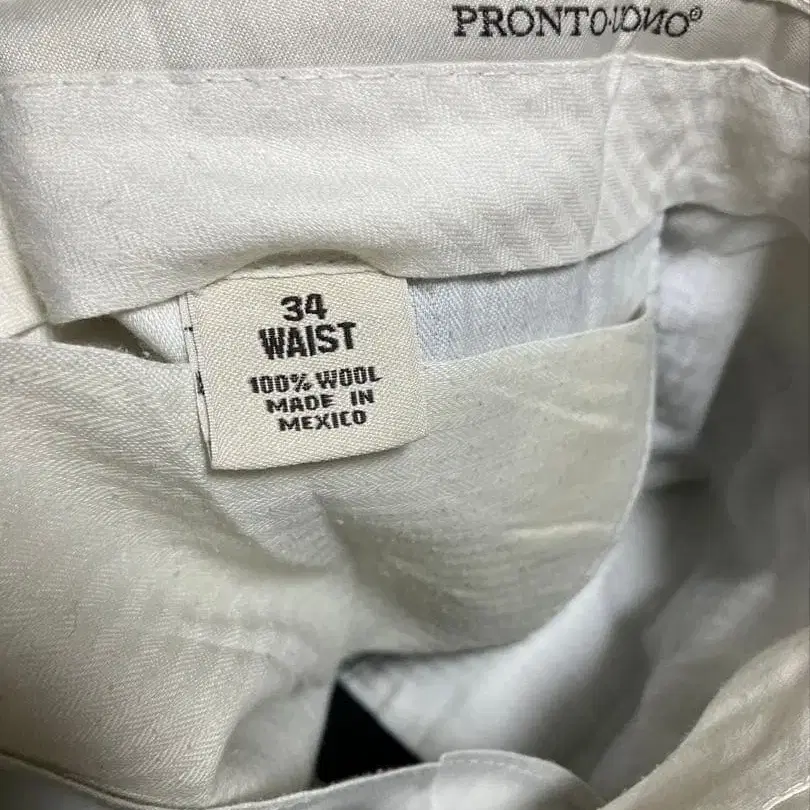 PRONTO·UOMO®
34
WAIST
100% WOOL
MADE IN
MEXICO